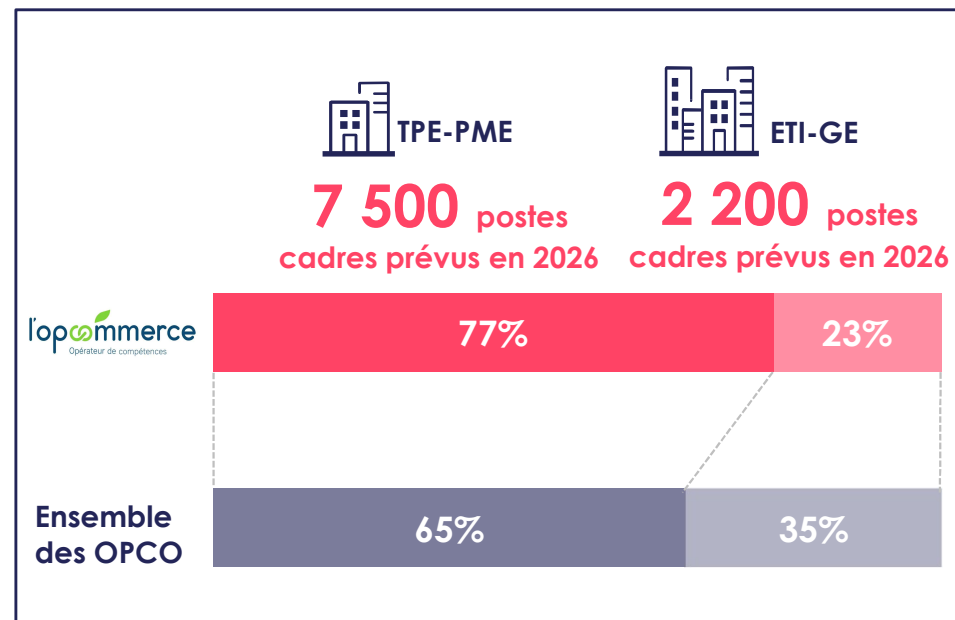 TPE-PME
ETI-GE
7 500 postes
cadres prévus en 2026
2 200 postes
cadres prévus en 2026
l'opcommerce
Opérateur de compétences
77%
23%
Ensemble
des OPCO
65%
35%